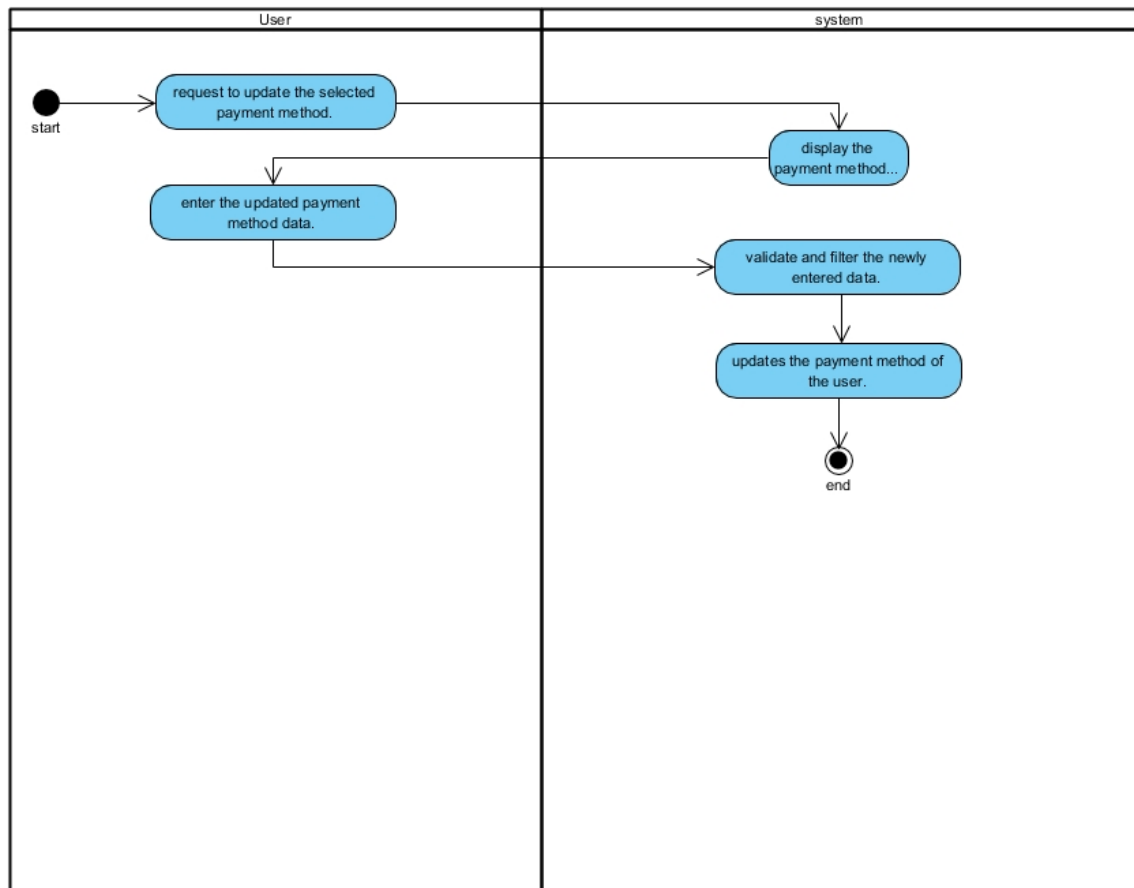 User
system
request to update the selected
payment method.
start
display the
payment method...
enter the updated payment
method data.
validate and filter the newly
entered data.
updates the payment method of
the user.
end